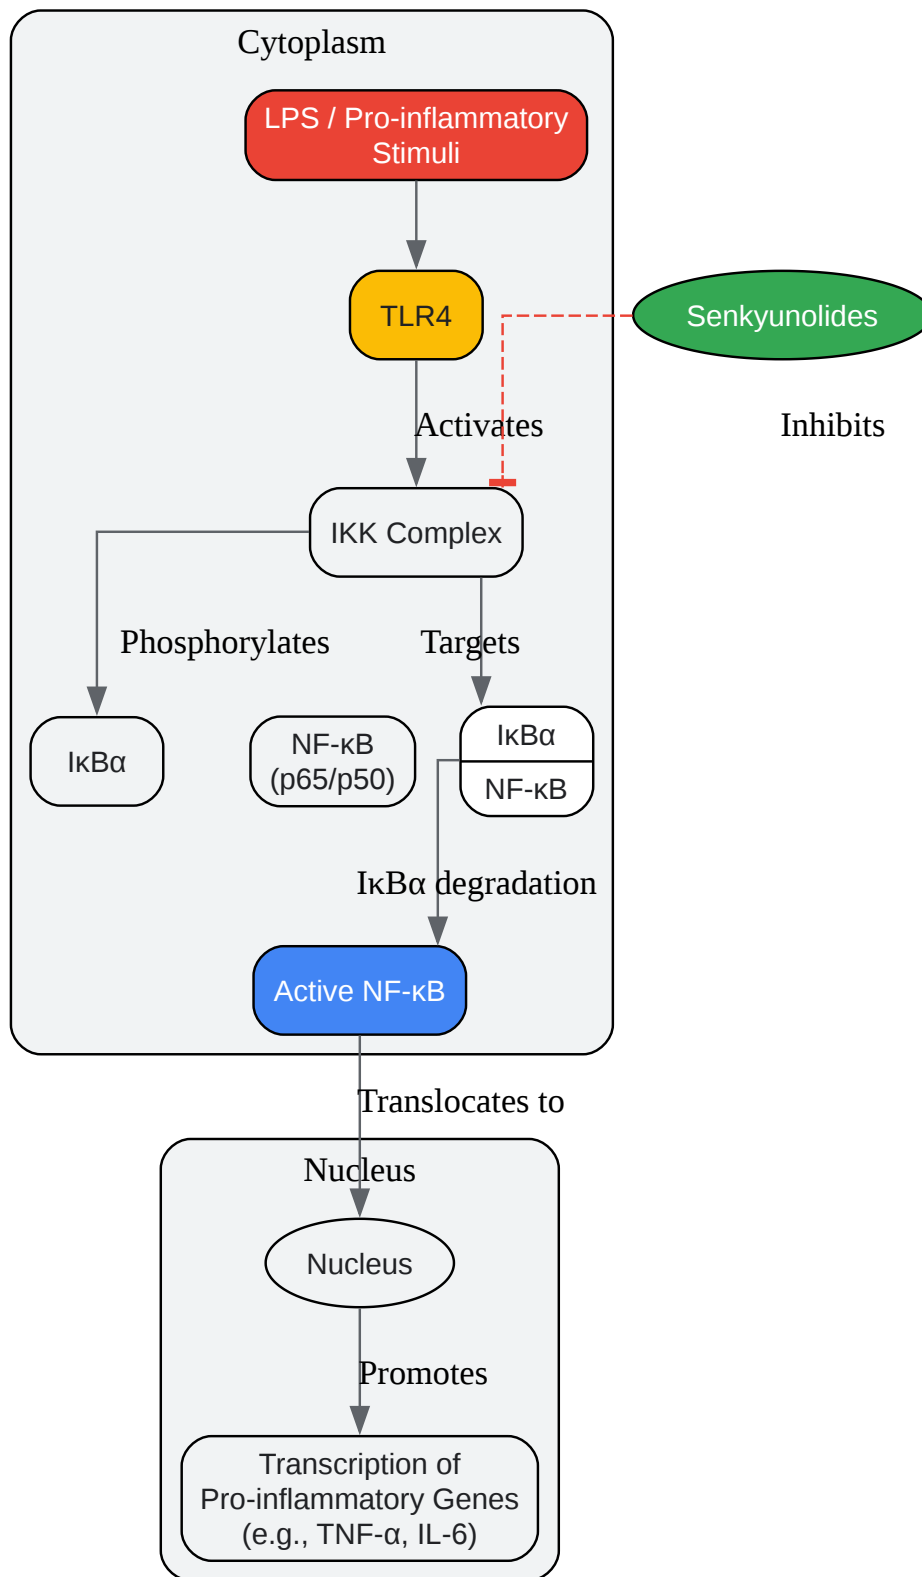 Cytoplasm
LPS / Pro-inflammatory
Stimuli
TLR4
Senkyunolides
Activates
Inhibits
IKK Complex
Phosphorylates
Targets
IκBα
NF-κB
(p65/p50)
IκBα
NF-κB
IκBα degradation
Active NF-κB
Translocates to
Nucleus
Nucleus
Promotes
Transcription of
Pro-inflammatory Genes
(e.g., TNF-α, IL-6)